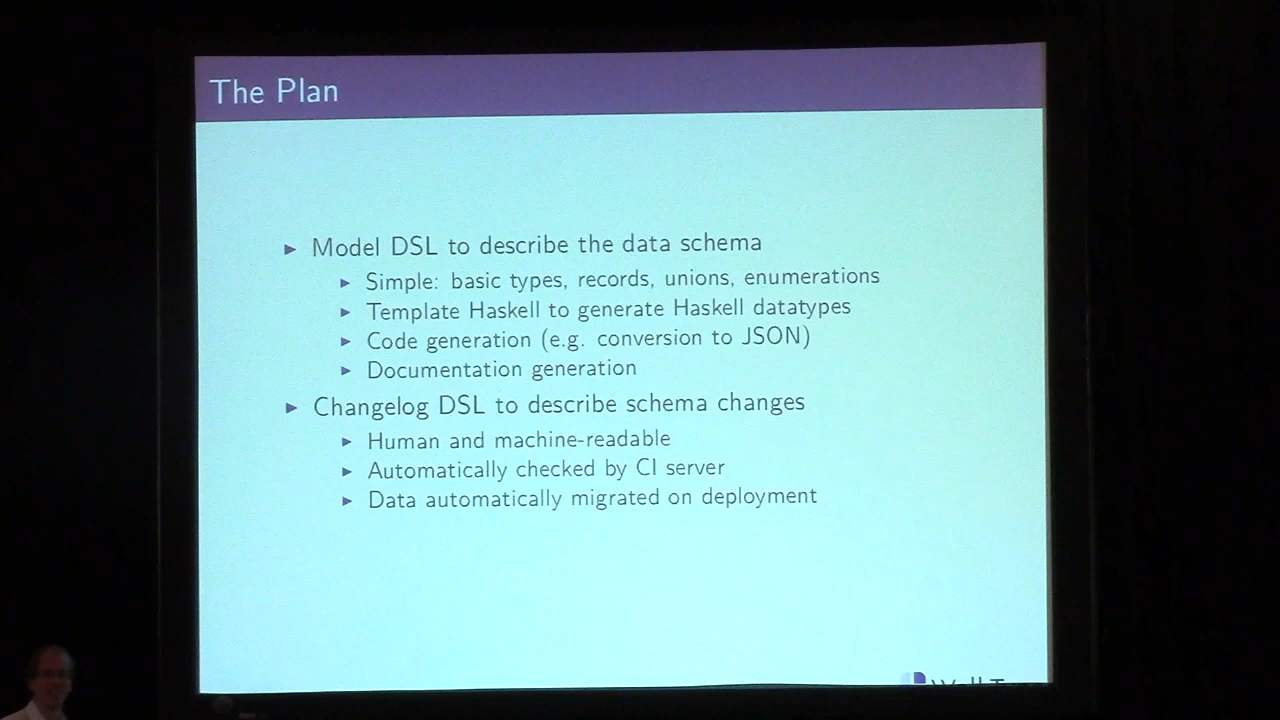 The Plan
Model DSL to describe the data schema
Simple: basic types, records, unions, enumerations
Template Haskell to generate Haskell datatypes
Code generation (e.g. conversion to JSON)
Documentation generation
Changelog DSL to describe schema changes
Human and machine-readable
Automatically checked by CI server
Data automatically migrated on deployment